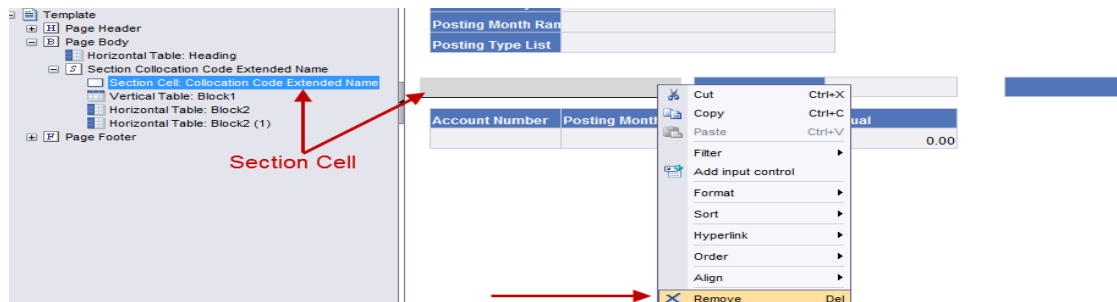 Template
H Page Header
B Page Body
Horizontal Table: Heading
S Section Collocation Code Extended Name
Section Cell: Collocation Code Extended Name
Vertical Table: Block1
Horizontal Table: Block2
Horizontal Table: Block2 (1)
F Page Footer
Section Cell
Posting Month Ran
Posting Type List
Account Number Posting Mont ual
0.00
Cut Ctrl+X
Copy Ctrl+C
Paste Ctrl+V
Filter
Add input control
Format
Sort
Hyperlink
Order
Align
Remove Del